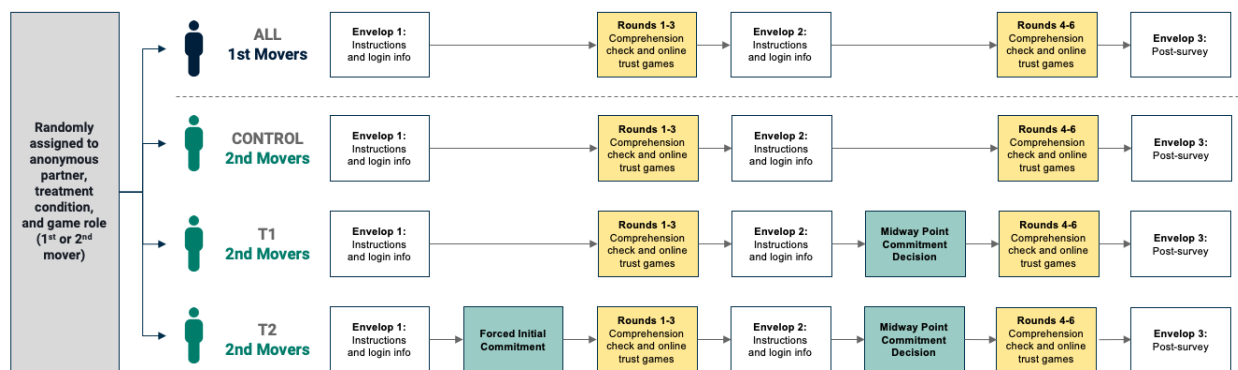 Randomly
assigned to
anonymous
partner,
treatment
condition,
and game role
(1st or 2nd
mover)
ALL
1st Movers
Envelop 1:
Instructions
and login info
Rounds 1-3
Comprehension
check and online
trust games
Envelop 2:
Instructions
and login info
Rounds 4-6
Comprehension
check and online
trust games
Envelop 3:
Post-survey
CONTROL
2nd Movers
Envelop 1:
Instructions
and login info
Rounds 1-3
Comprehension
check and online
trust games
Envelop 2:
Instructions
and login info
Rounds 4-6
Comprehension
check and online
trust games
Envelop 3:
Post-survey
T1
2nd Movers
Envelop 1:
Instructions
and login info
Rounds 1-3
Comprehension
check and online
trust games
Envelop 2:
Instructions
and login info
Midway Point
Commitment
Decision
Rounds 4-6
Comprehension
check and online
trust games
Envelop 3:
Post-survey
T2
2nd Movers
Envelop 1:
Instructions
and login info
Forced Initial
Commitment
Rounds 1-3
Comprehension
check and online
trust games
Envelop 2:
Instructions
and login info
Midway Point
Commitment
Decision
Rounds 4-6
Comprehension
check and online
trust games
Envelop 3:
Post-survey